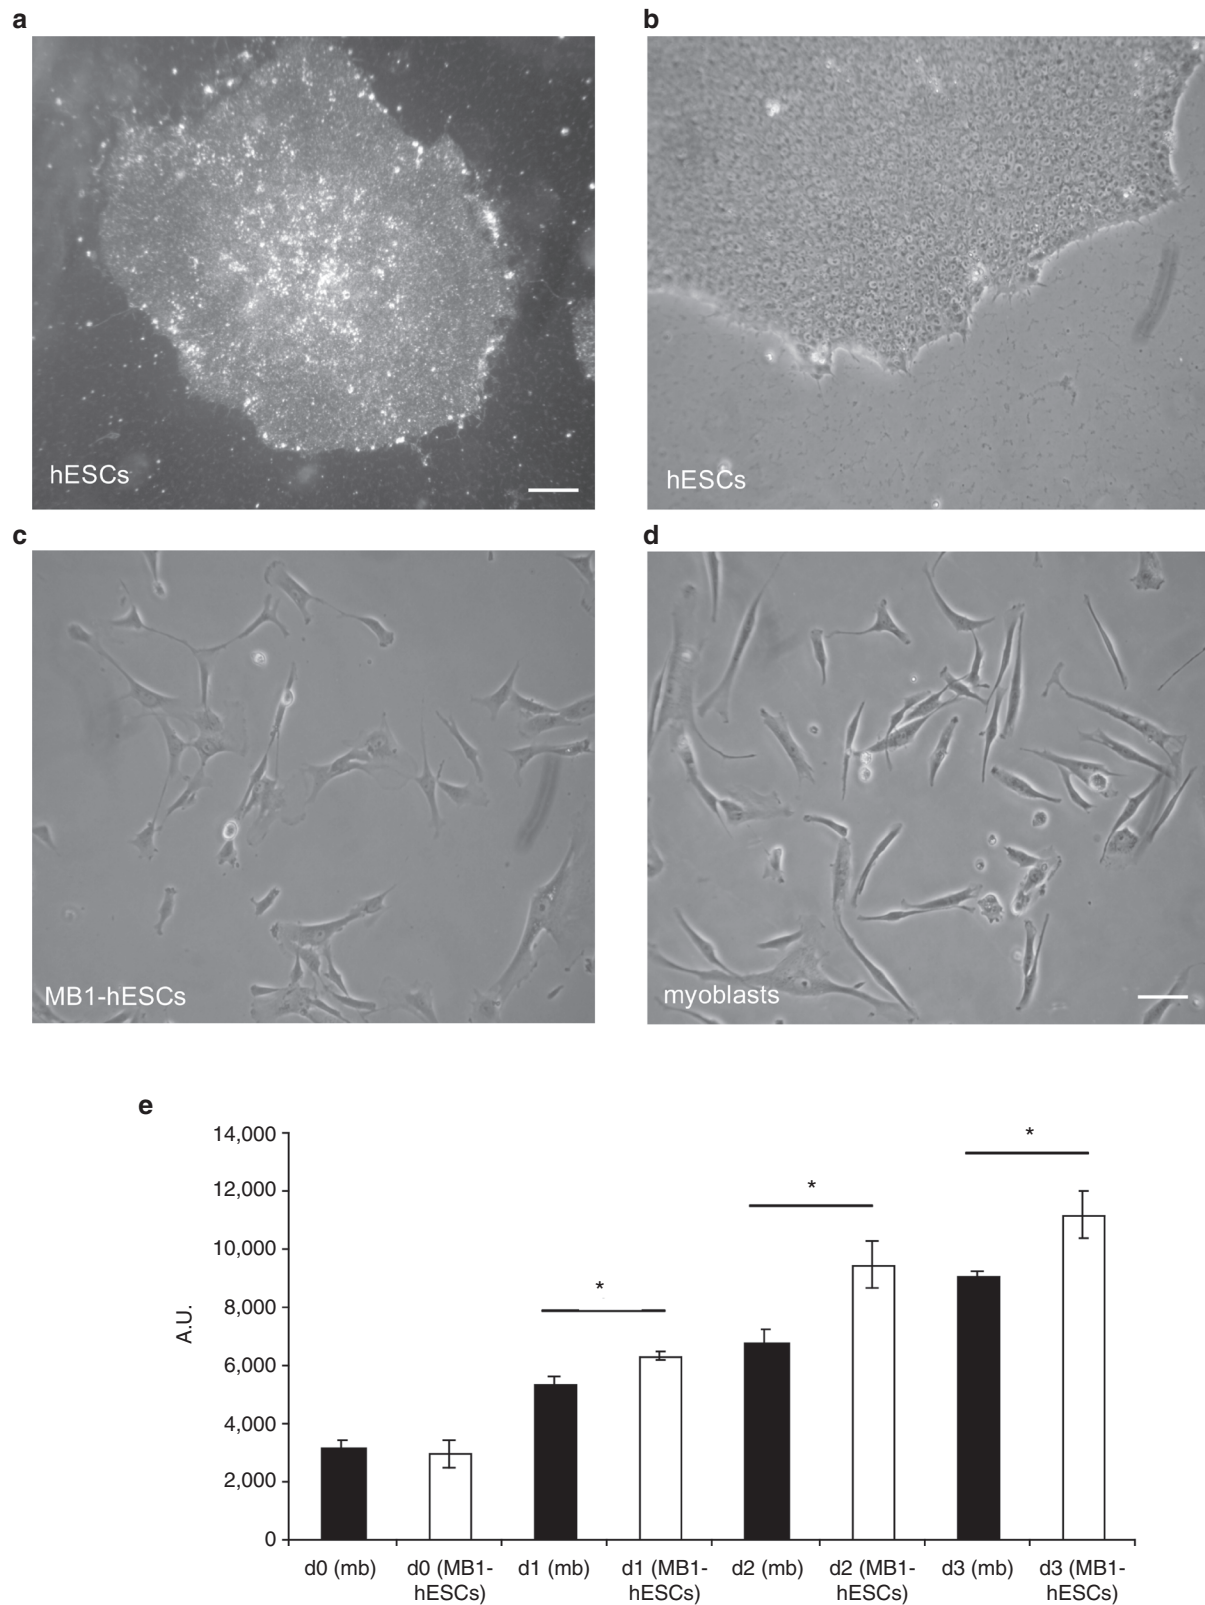 a
b
hESCs
hESCs
c
d
MB1-hESCs
myoblasts
e
14,000
12,000
10,000
8,000
6,000
4,000
2,000
0
A.U.
*
*
*
d0 (mb)
d0 (MB1-
hESCs)
d1 (mb)
d1 (MB1-
hESCs)
d2 (mb)
d2 (MB1-
hESCs)
d3 (mb)
d3 (MB1-
hESCs)